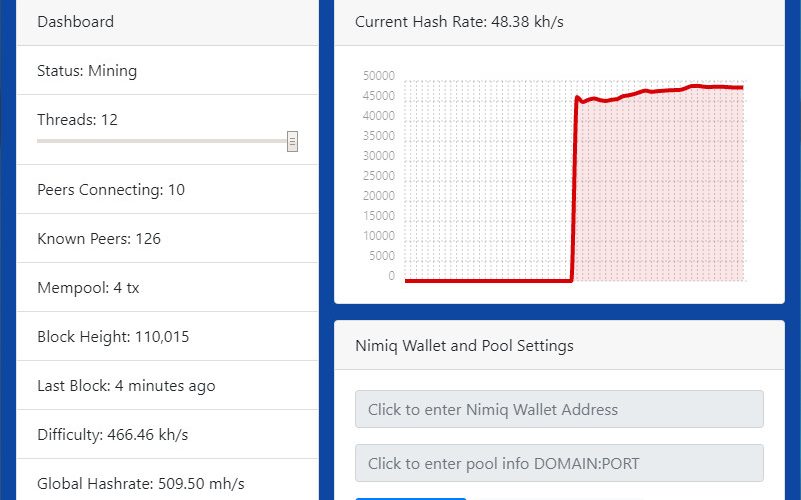 Dashboard
Status: Mining
Threads: 12
Peers Connecting: 10
Known Peers: 126
Mempool: 4 tx
Block Height: 110,015
Last Block: 4 minutes ago
Difficulty: 466.46 kh/s
Global Hashrate: 509.50 mh/s
Current Hash Rate: 48.38 kh/s
50000
45000
40000
35000
30000
25000
20000
15000
10000
5000
0
Nimiq Wallet and Pool Settings
Click to enter Nimiq Wallet Address
Click to enter pool info DOMAIN:PORT